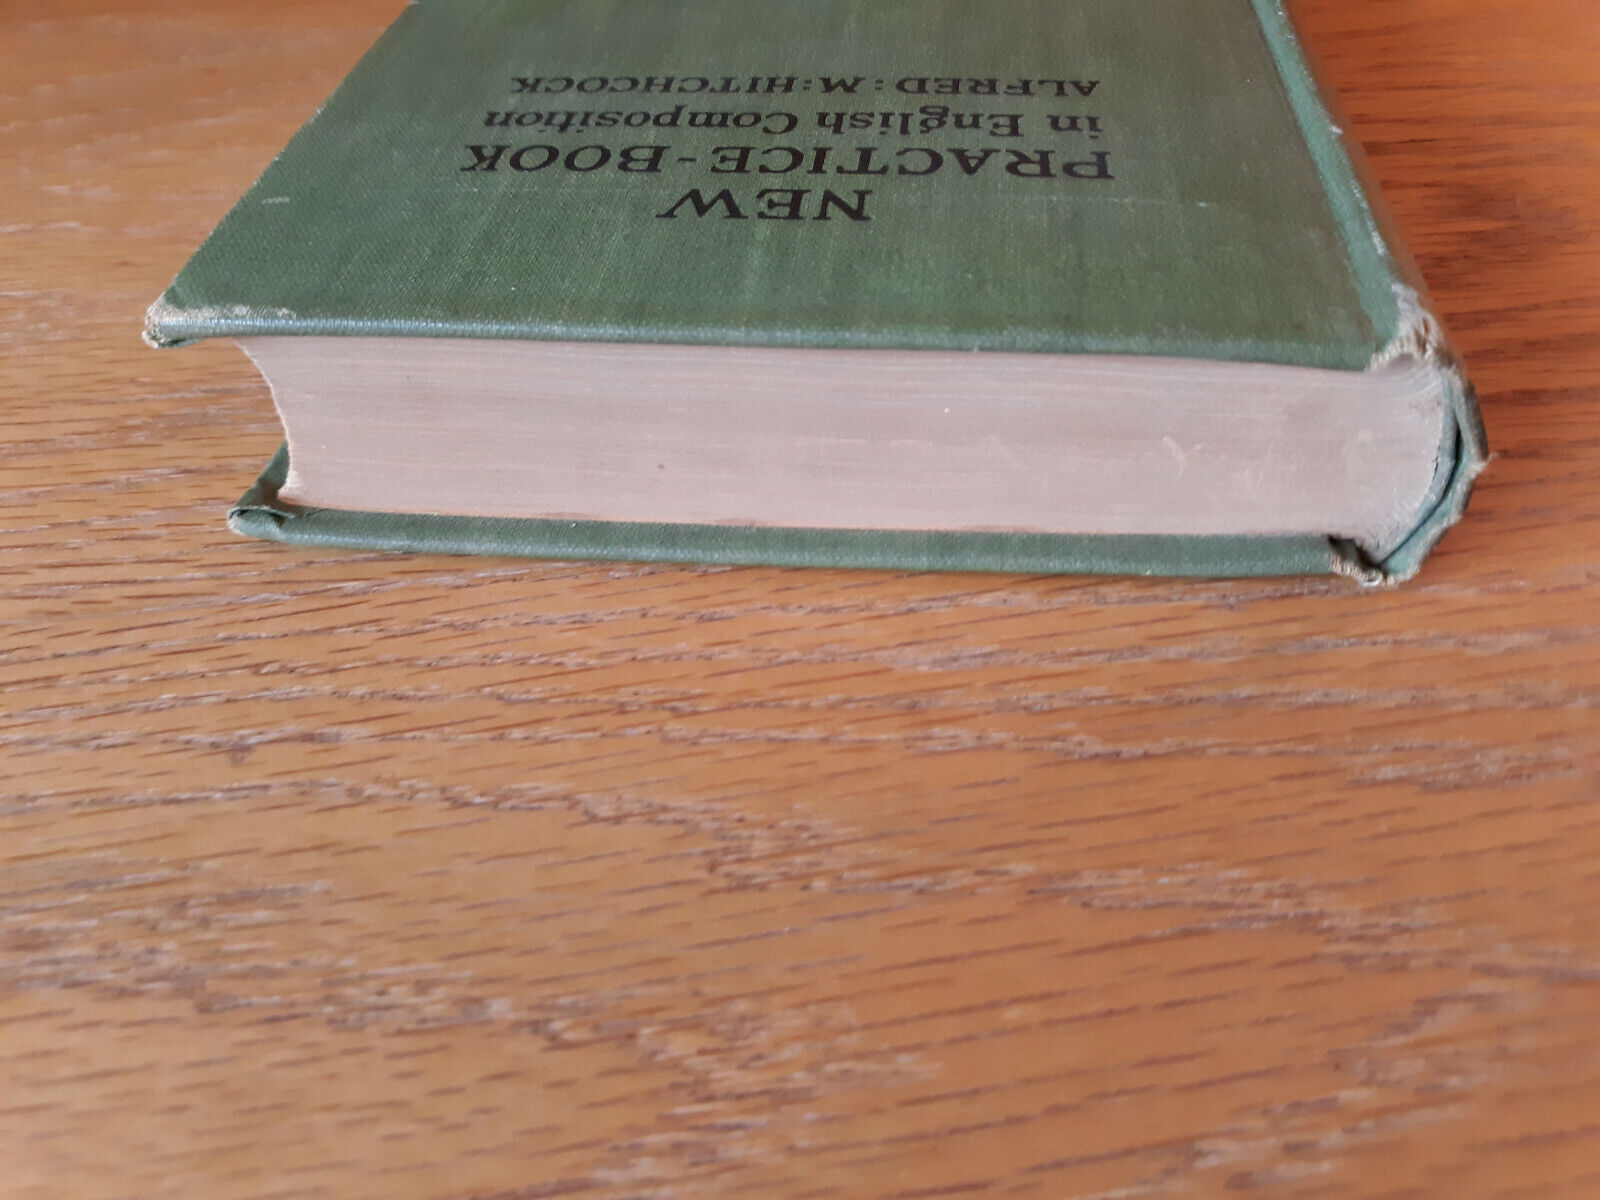 NEW
PRACTICE-BOOK
in English Composition
ALFRED : M : HITCHCOCK